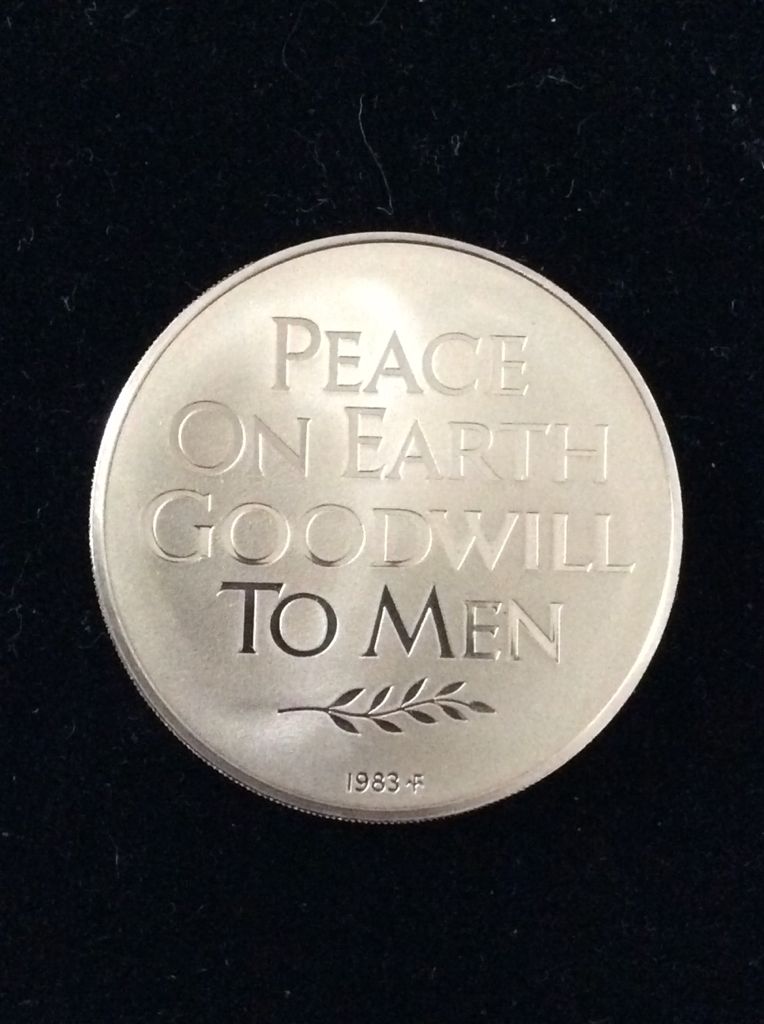 PEACE
ON EARTH
GOODWILL
TO MEN
1983 F